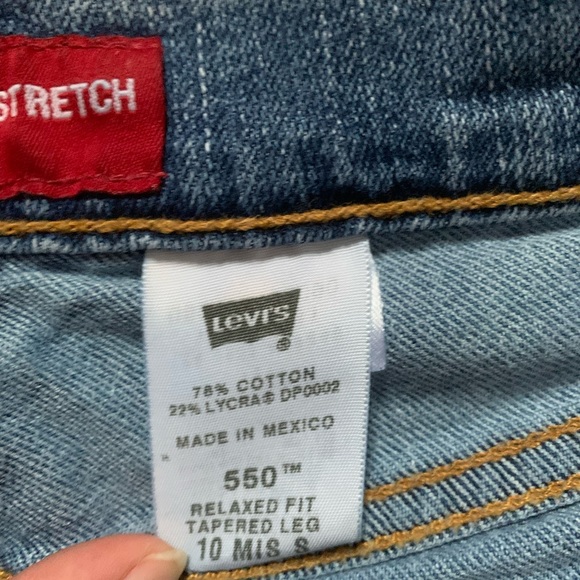 STRETCH
Levi's®
78% COTTON
22% LYCRA® DP0002
MADE IN MEXICO
550™
RELAXED FIT
TAPERED LEG
10 MIS S